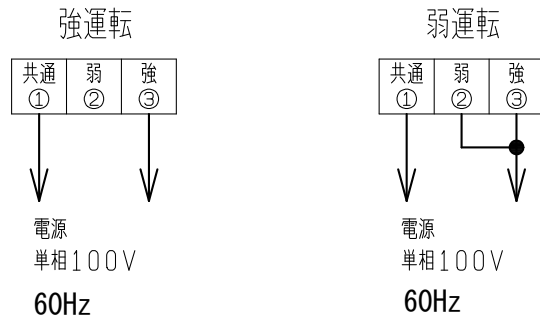 強運転
共通 弱 強
① ② ③
電源
単相100V
60Hz
弱運転
共通 弱 強
① ② ③
電源
単相100V
60Hz